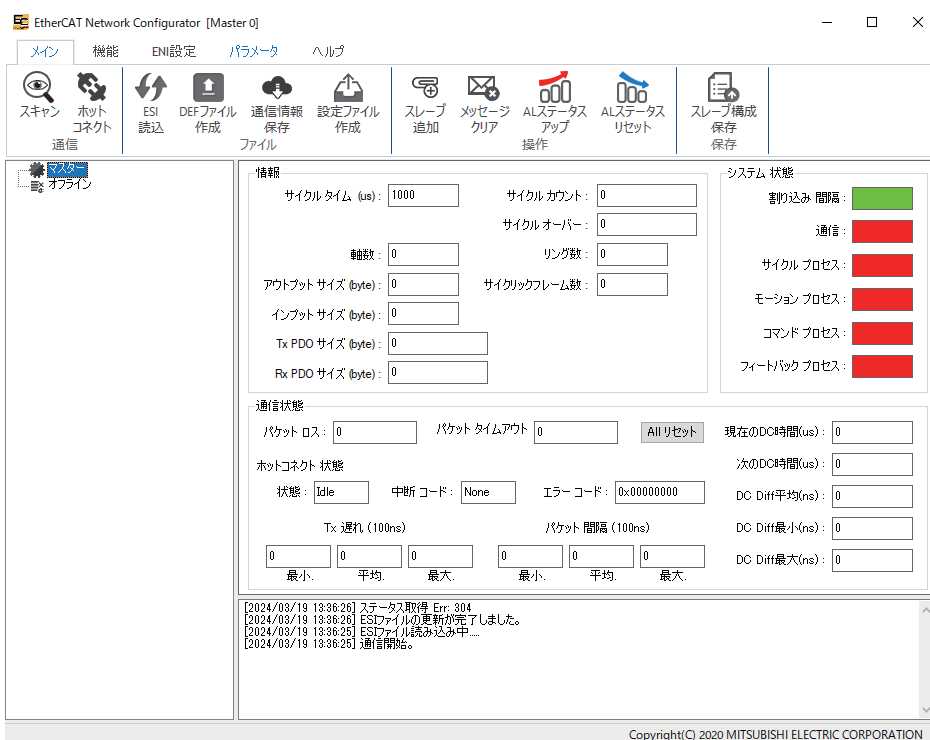 EtherCAT Network Configurator [Master 0]
メイン 機能 ENI設定 パラメータ ヘルプ
スキャン ホットコネクト ESI読込 DEFファイル作成 通信情報保存 設定ファイル作成 スレーブ追加 メッセージクリア ALステータスアップ ALステータスリセット スレーブ構成保存
通信 ファイル 操作 保存
マスター
オフライン
情報
サイクル タイム (us) : 1000 サイクル カウント : 0
サイクル オーバー : 0
軸数 : 0 リング数 : 0
アウトプット サイズ (byte) : 0 サイクリックフレーム数 : 0
インプット サイズ (byte) : 0
Tx PDO サイズ (byte) : 0
Rx PDO サイズ (byte) : 0
システム 状態
割り込み 間隔 :
通信 :
サイクル プロセス :
モーション プロセス :
コマンド プロセス :
フィートバック プロセス :
通信状態
パケット ロス : 0 パケット タイムアウト 0 All リセット
ホットコネクト 状態
状態 : Idle 中断 コード : None エラー コード : 0x00000000
Tx 遅れ (100ns) パケット 間隔 (100ns)
0 0 0 0 0 0
最小. 平均. 最大. 最小. 平均. 最大.
現在のDC時間(us) : 0
次のDC時間(us) : 0
DC Diff平均(ns) : 0
DC Diff最小(ns) : 0
DC Diff最大(ns) : 0
[2024/03/19 13:36:26] ステータス取得 Err: 304
[2024/03/19 13:36:26] ESIファイルの更新が完了しました。
[2024/03/19 13:36:25] ESIファイル読み込み中.....
[2024/03/19 13:36:25] 通信開始。
Copyright(C) 2020 MITSUBISHI ELECTRIC CORPORATION